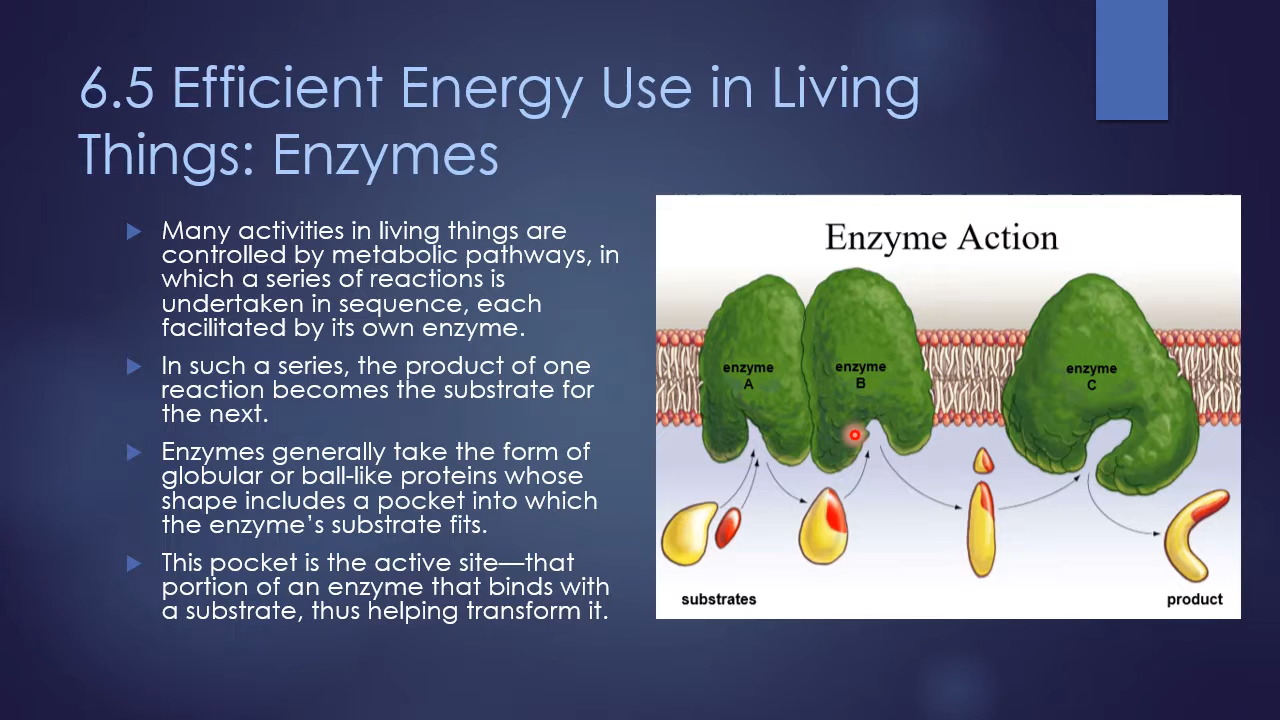 6.5 Efficient Energy Use in Living
Things: Enzymes
Many activities in living things are
controlled by metabolic pathways, in
which a series of reactions is
undertaken in sequence, each
facilitated by its own enzyme.
In such a series, the product of one
reaction becomes the substrate for
the next.
Enzymes generally take the form of
globular or ball-like proteins whose
shape includes a pocket into which
the enzyme’s substrate fits.
This pocket is the active site—that
portion of an enzyme that binds with
a substrate, thus helping transform it.
Enzyme Action
enzyme
A
enzyme
B
enzyme
C
substrates
product